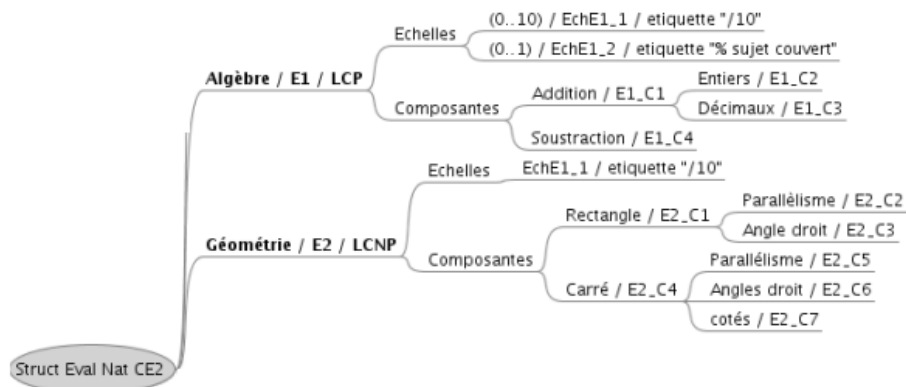 (0..10) / EchE1_1 / etiquette "/10"
Echelles
(0..1) / EchE1_2 / etiquette "% sujet couvert"
Algèbre / E1 / LCP
Entiers / E1_C2
Addition / E1_C1
Décimaux / E1_C3
Composantes
Soustraction / E1_C4
Echelles
EchE1_1 / etiquette "/10"
Parallèlisme / E2_C2
Rectangle / E2_C1
Angle droit / E2_C3
Géométrie / E2 / LCNP
Composantes
Parallélisme / E2_C5
Carré / E2_C4
Angles droit / E2_C6
cotés / E2_C7
Struct Eval Nat CE2